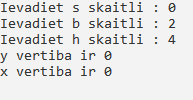 Ievadiet s skaitli : 0
Ievadiet b skaitli : 2
Ievadiet h skaitli : 4
y vertiba ir 0
x vertiba ir 0